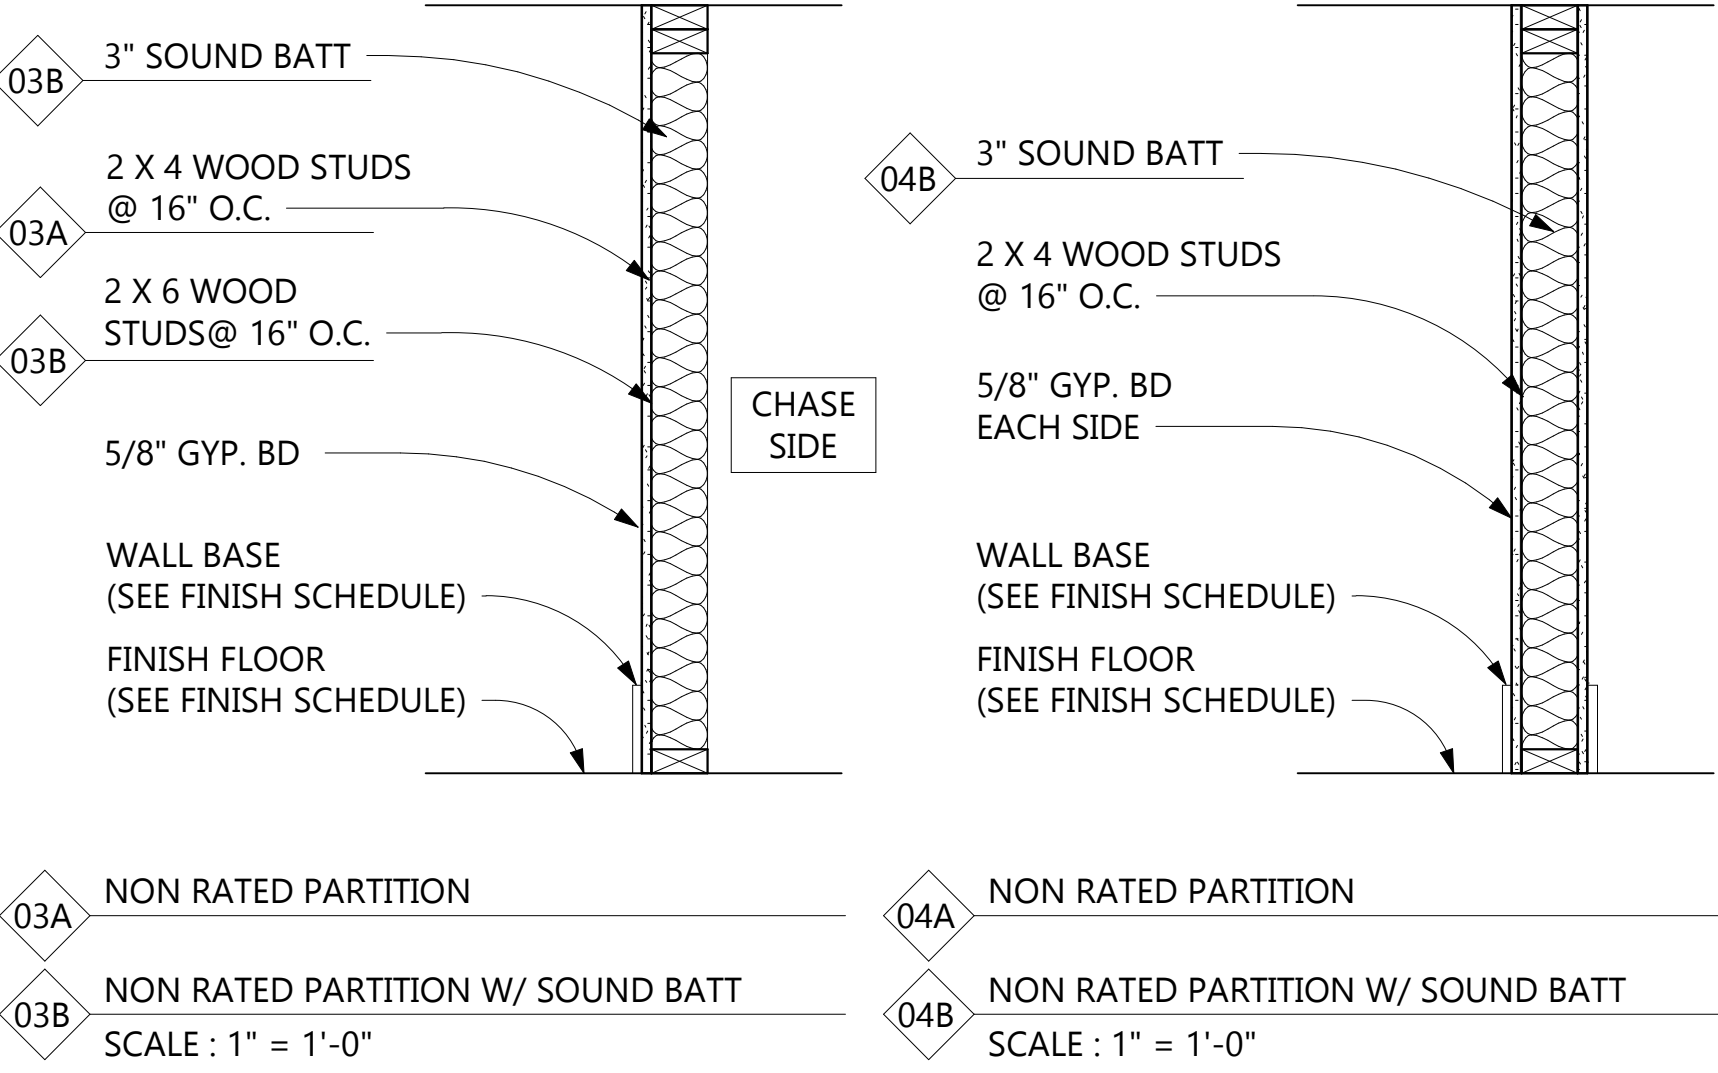 03B
3" SOUND BATT
03A
2 X 4 WOOD STUDS
@ 16" O.C.
03B
2 X 6 WOOD
STUDS@ 16" O.C.
5/8" GYP. BD
WALL BASE
(SEE FINISH SCHEDULE)
FINISH FLOOR
(SEE FINISH SCHEDULE)
CHASE
SIDE
03A
NON RATED PARTITION
03B
NON RATED PARTITION W/ SOUND BATT
SCALE : 1" = 1'-0"
04B
3" SOUND BATT
2 X 4 WOOD STUDS
@ 16" O.C.
5/8" GYP. BD
EACH SIDE
WALL BASE
(SEE FINISH SCHEDULE)
FINISH FLOOR
(SEE FINISH SCHEDULE)
04A
NON RATED PARTITION
04B
NON RATED PARTITION W/ SOUND BATT
SCALE : 1" = 1'-0"